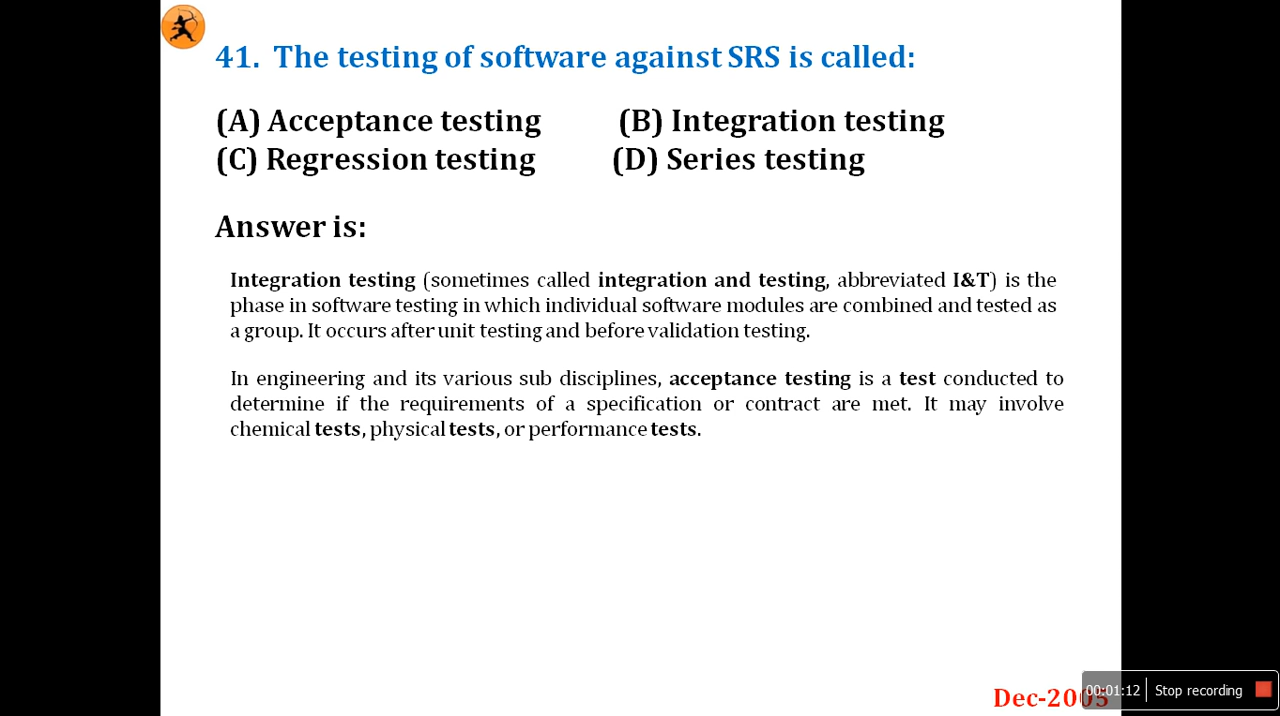 41. The testing of software against SRS is called:
(A) Acceptance testing (B) Integration testing
(C) Regression testing (D) Series testing
Answer is:
Integration testing (sometimes called integration and testing, abbreviated I&T) is the
phase in software testing in which individual software modules are combined and tested as
a group. It occurs after unit testing and before validation testing.
In engineering and its various sub disciplines, acceptance testing is a test conducted to
determine if the requirements of a specification or contract are met. It may involve
chemical tests, physical tests, or performance tests.
Dec-2005
00:01:12 Stop recording